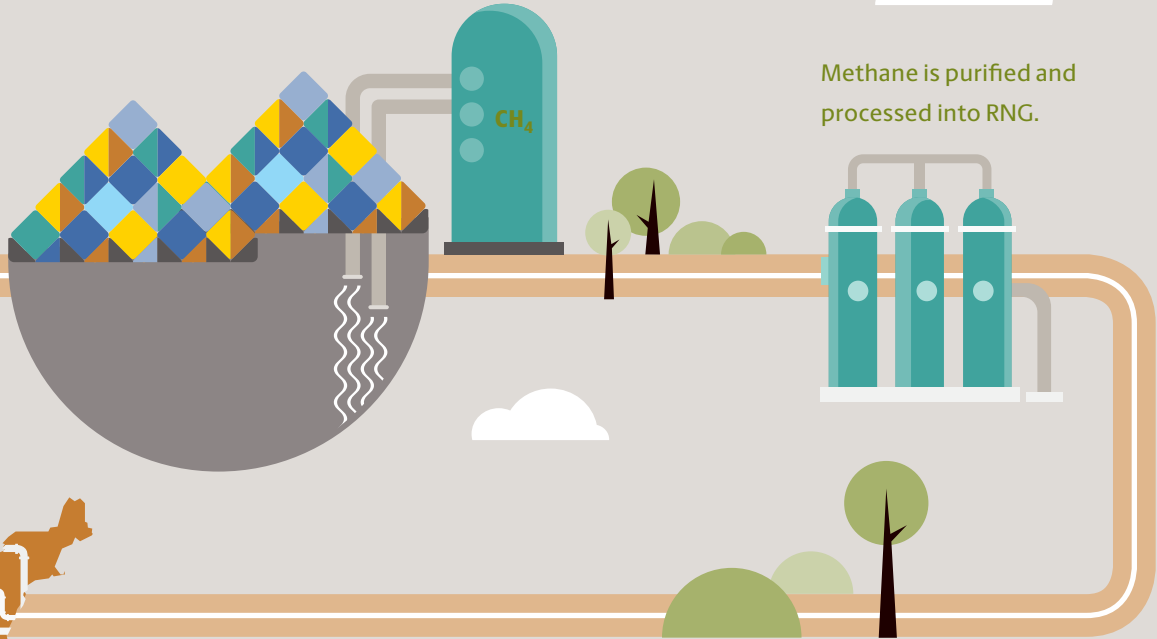 Methane is purified and
processed into RNG.
CH₄